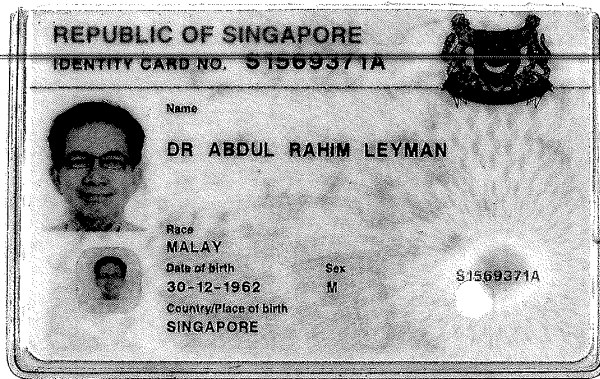 REPUBLIC OF SINGAPORE
IDENTITY CARD NO. S1569371A
Name
DR ABDUL RAHIM LEYMAN
Race
MALAY
Date of birth Sex
30-12-1962 M
S1569371A
Country/Place of birth
SINGAPORE